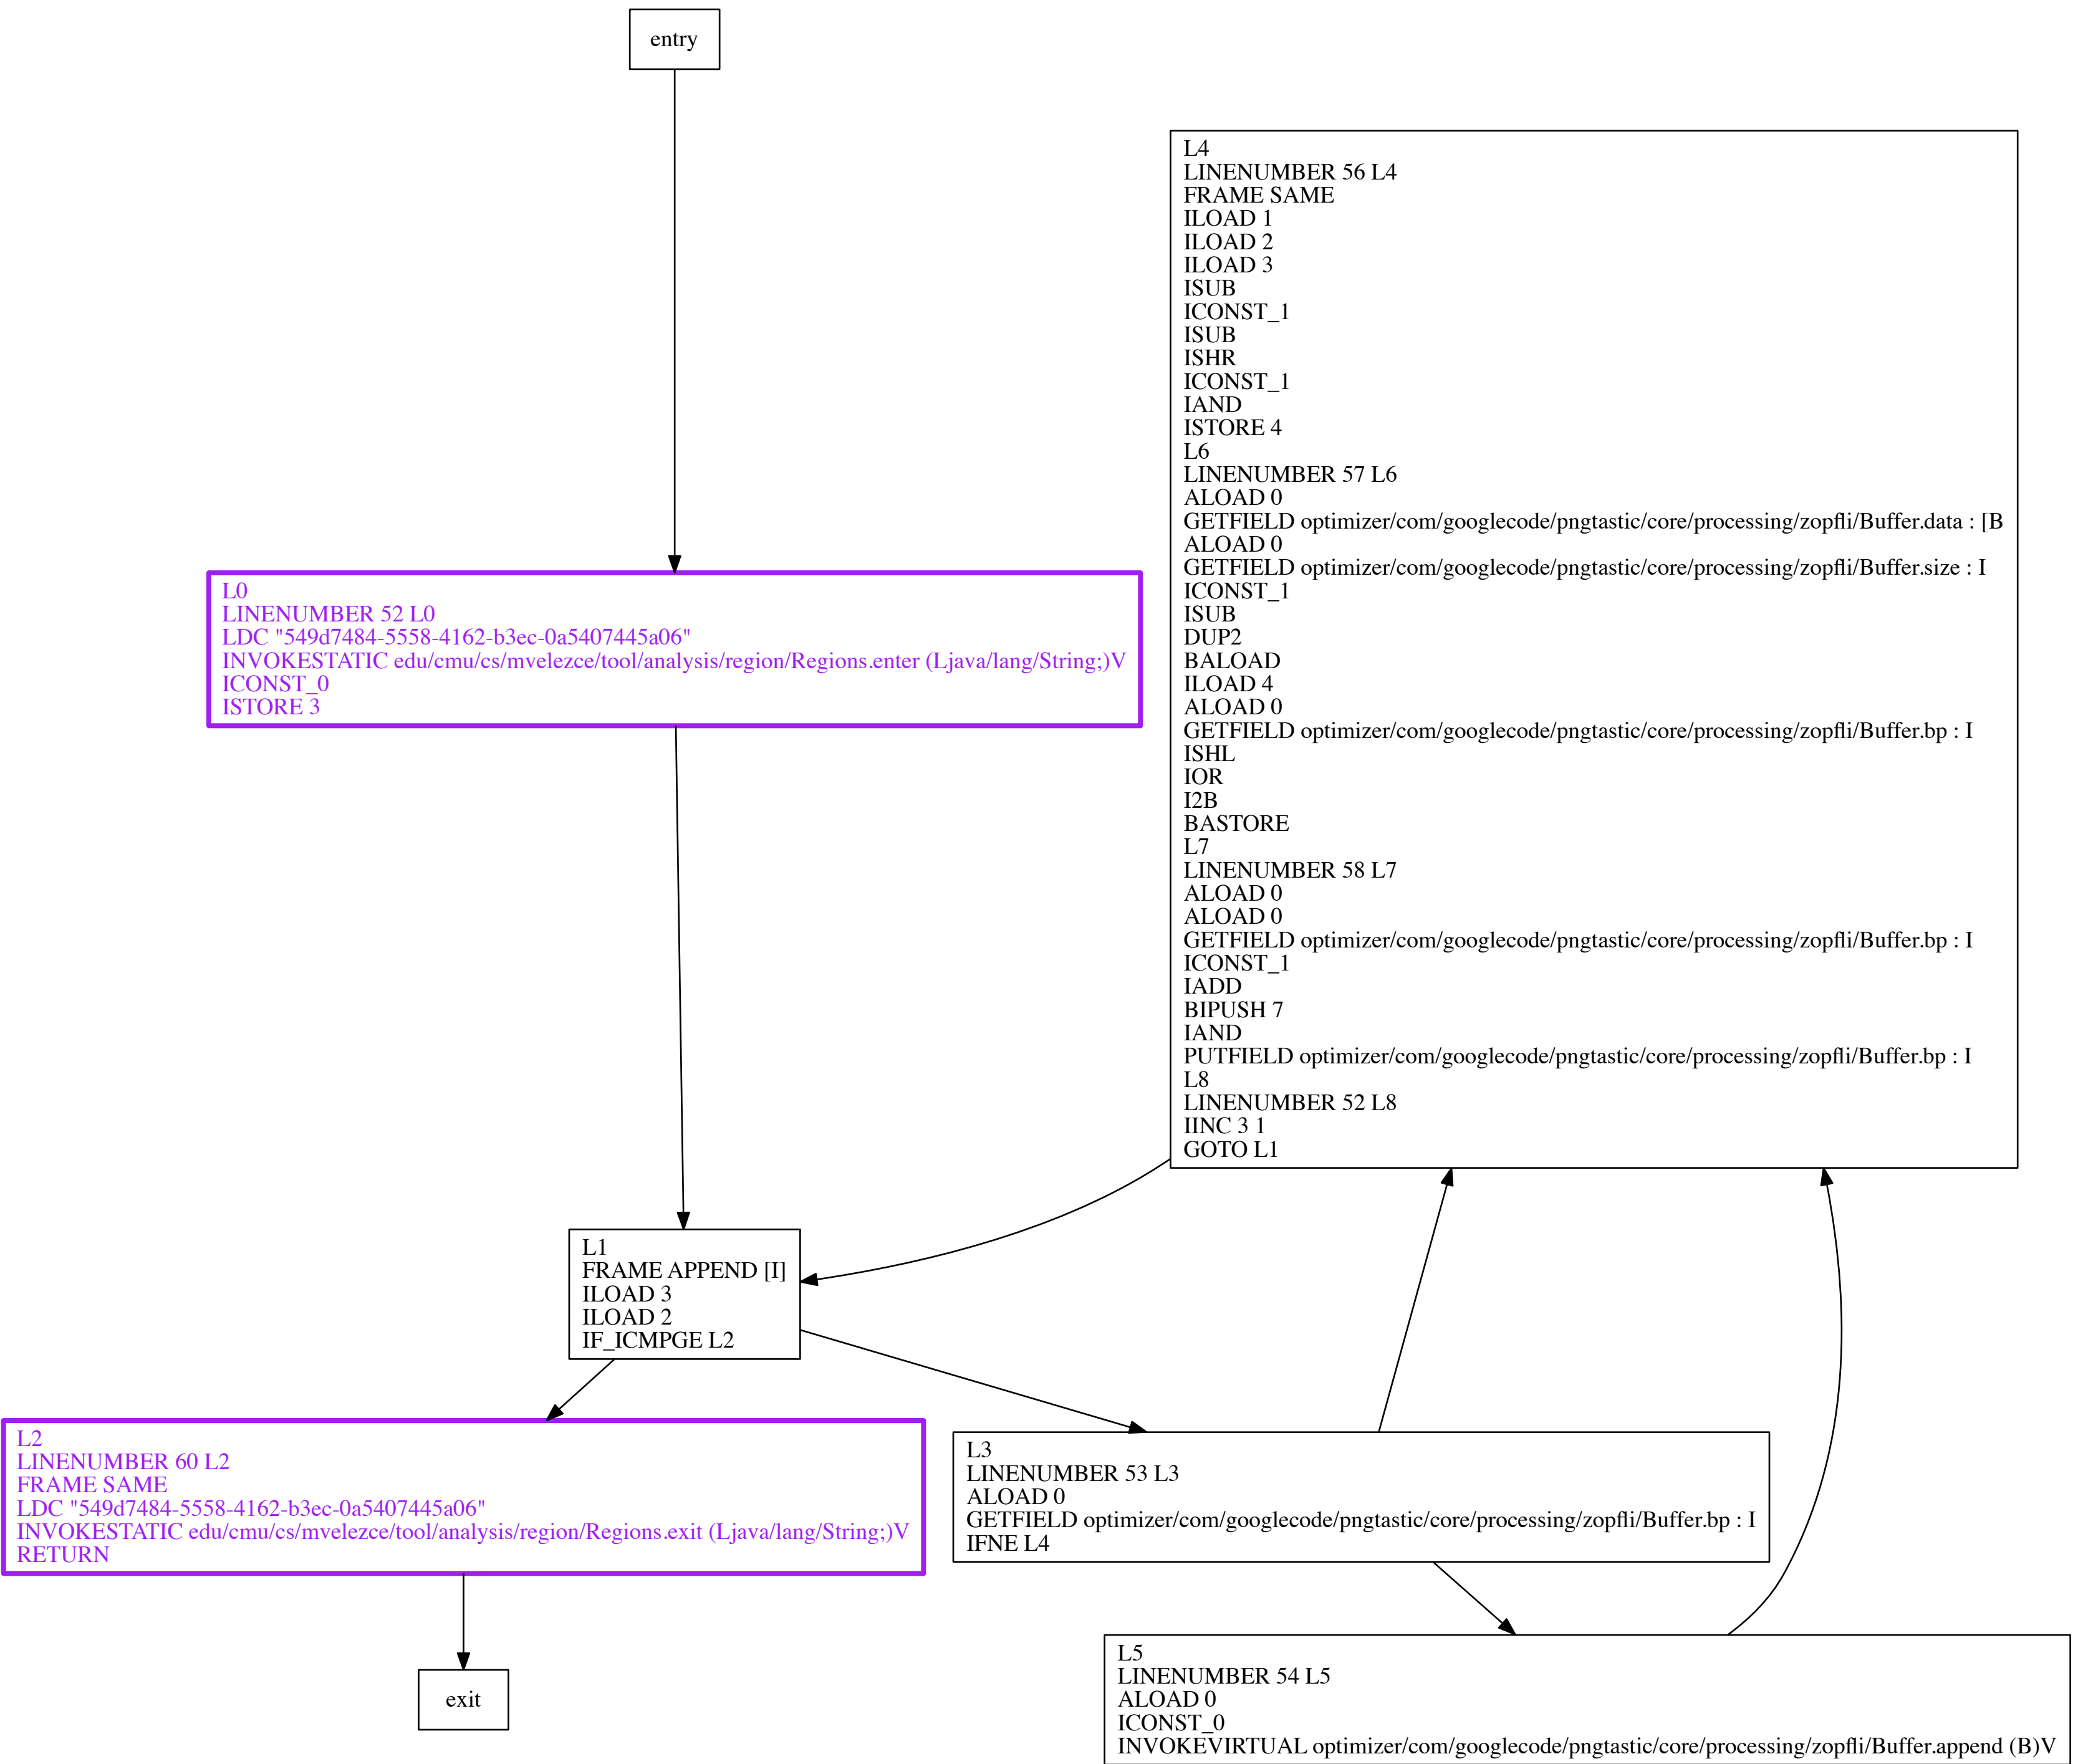 entry
L4
LINENUMBER 56 L4
FRAME SAME
ILOAD 1
ILOAD 2
ILOAD 3
ISUB
ICONST_1
ISUB
ISHR
ICONST_1
IAND
ISTORE 4
L6
LINENUMBER 57 L6
ALOAD 0
GETFIELD optimizer/com/googlecode/pngtastic/core/processing/zopfli/Buffer.data : [B
ALOAD 0
GETFIELD optimizer/com/googlecode/pngtastic/core/processing/zopfli/Buffer.size : I
ICONST_1
ISUB
DUP2
BALOAD
ILOAD 4
ALOAD 0
GETFIELD optimizer/com/googlecode/pngtastic/core/processing/zopfli/Buffer.bp : I
ISHL
IOR
I2B
BASTORE
L7
LINENUMBER 58 L7
ALOAD 0
ALOAD 0
GETFIELD optimizer/com/googlecode/pngtastic/core/processing/zopfli/Buffer.bp : I
ICONST_1
IADD
BIPUSH 7
IAND
PUTFIELD optimizer/com/googlecode/pngtastic/core/processing/zopfli/Buffer.bp : I
L8
LINENUMBER 52 L8
IINC 3 1
GOTO L1
L0
LINENUMBER 52 L0
LDC "549d7484-5558-4162-b3ec-0a5407445a06"
INVOKESTATIC edu/cmu/cs/mvelezce/tool/analysis/region/Regions.enter (Ljava/lang/String;)V
ICONST_0
ISTORE 3
L1
FRAME APPEND [I]
ILOAD 3
ILOAD 2
IF_ICMPGE L2
L2
LINENUMBER 60 L2
FRAME SAME
LDC "549d7484-5558-4162-b3ec-0a5407445a06"
INVOKESTATIC edu/cmu/cs/mvelezce/tool/analysis/region/Regions.exit (Ljava/lang/String;)V
RETURN
L3
LINENUMBER 53 L3
ALOAD 0
GETFIELD optimizer/com/googlecode/pngtastic/core/processing/zopfli/Buffer.bp : I
IFNE L4
exit
L5
LINENUMBER 54 L5
ALOAD 0
ICONST_0
INVOKEVIRTUAL optimizer/com/googlecode/pngtastic/core/processing/zopfli/Buffer.append (B)V